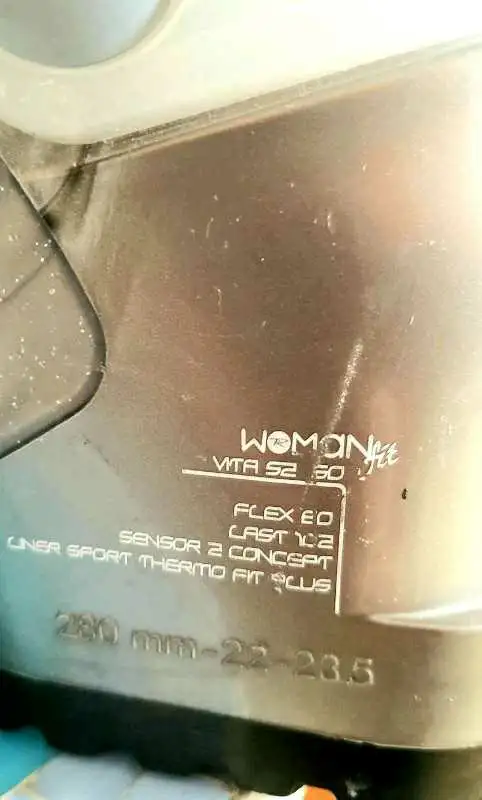 WOMAN fit
VITA S2 60
FLEX 60
LAST 102
SENSOR 2 CONCEPT
LINER SPORT THERMO FIT PLUS
280 mm-22-23.5